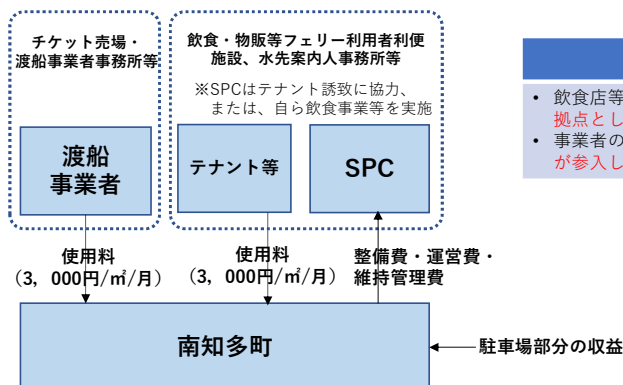 チケット売場・
渡船事業者事務所等
飲食・物販等フェリー利用者利便
施設、水先案内人事務所等
※SPCはテナント誘致に協力、
または、自ら飲食事業等を実施
渡船
事業者
テナント等
SPC
使用料
（3，000円/㎡/月）
使用料
（3，000円/㎡/月）
整備費・運営費・
維持管理費
南知多町
駐車場部分の収益
• 飲食店等
拠点とし
• 事業者の
が参入し